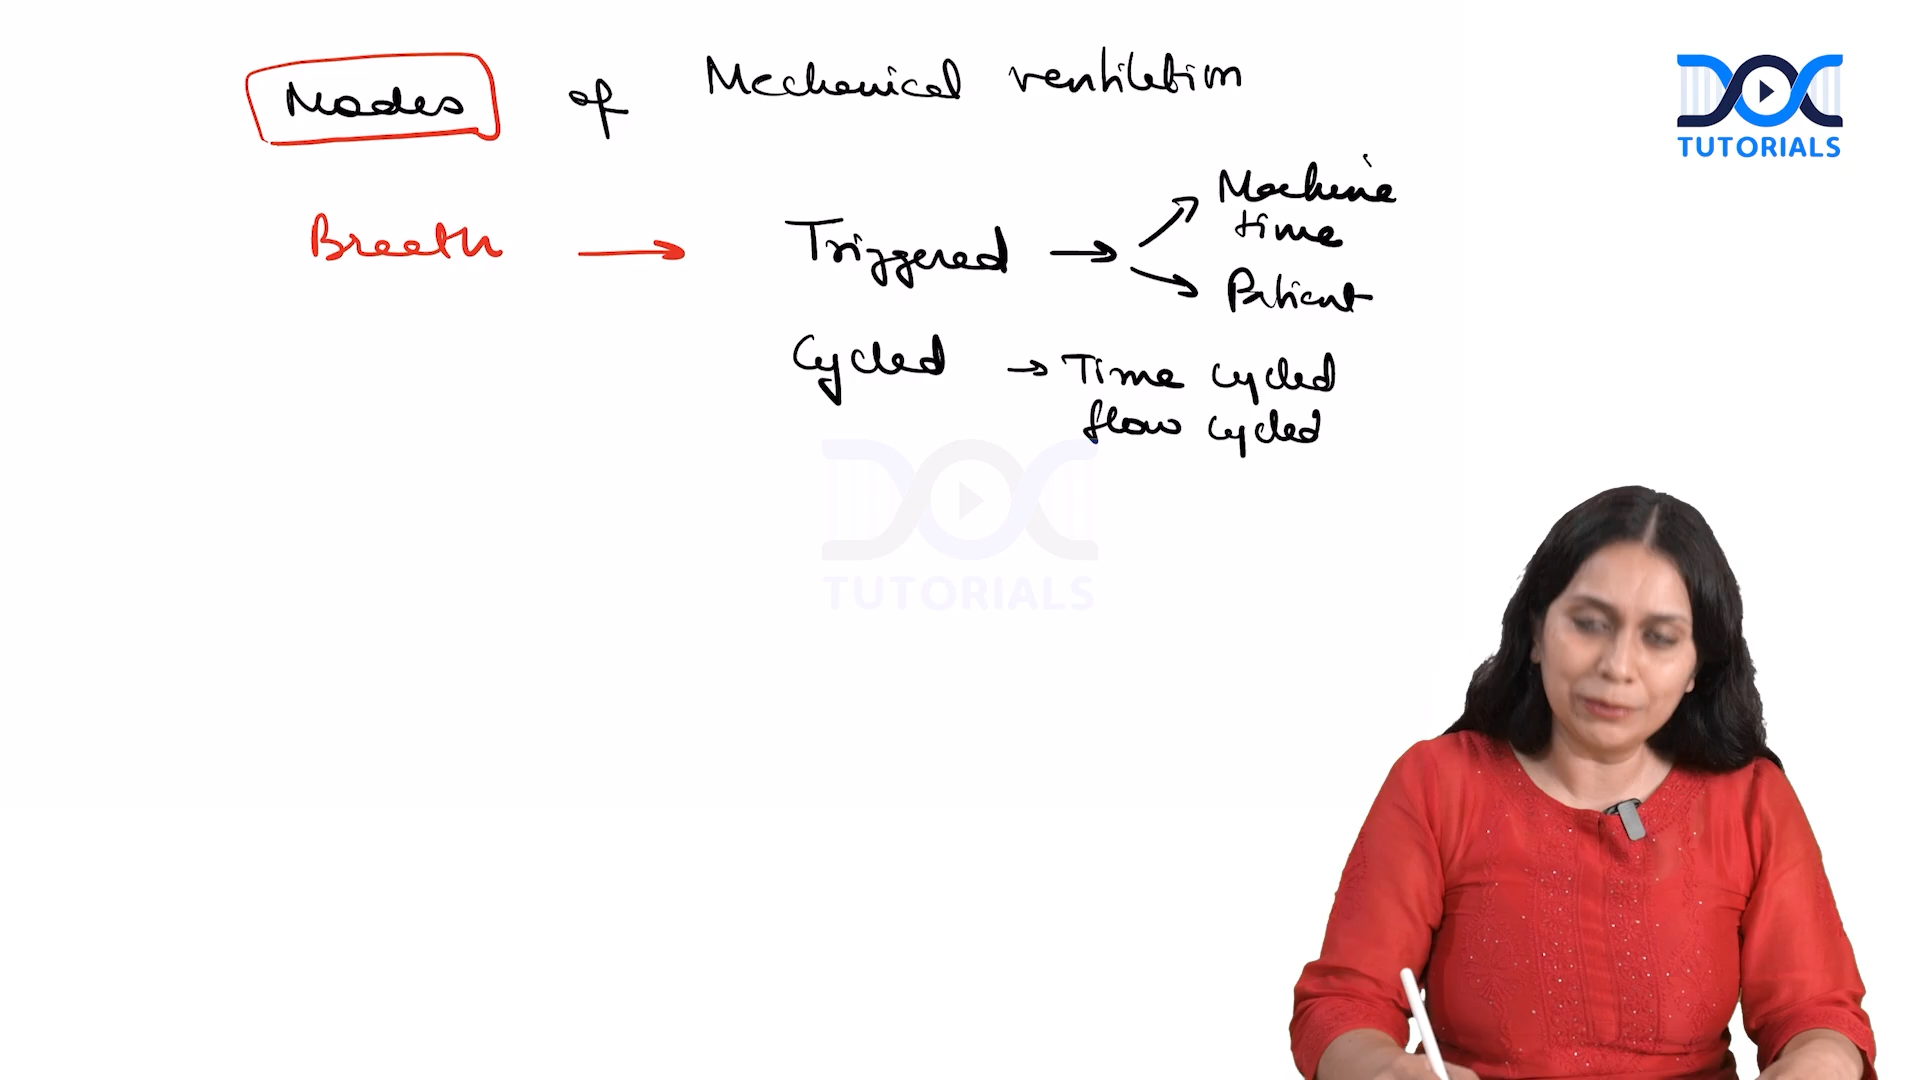 Modes of Mechanical ventilation
DOC
TUTORIALS
Breath → Triggered → Machine
time
Patient
Cycled → Time cycled
flow cycled
DOC
TUTORIALS